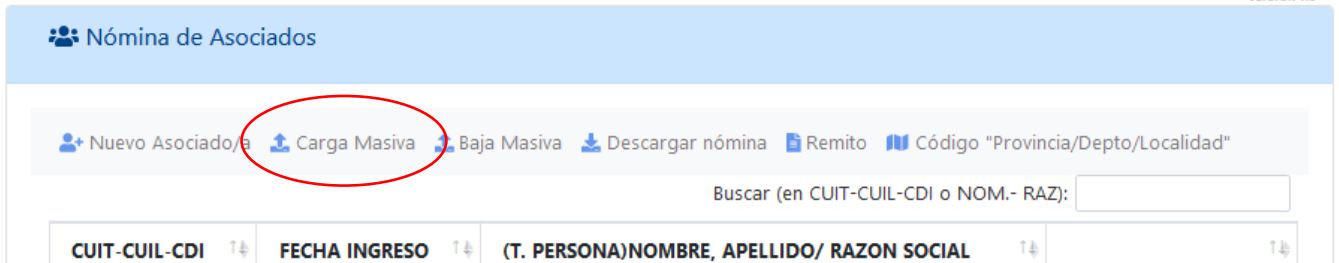 Nómina de Asociados
Nuevo Asociado/a Carga Masiva Baja Masiva Descargar nómina Remito Código "Provincia/Depto/Localidad"
Buscar (en CUIT-CUIL-CDI o NOM.- RAZ):
CUIT-CUIL-CDI FECHA INGRESO (T. PERSONA)NOMBRE, APELLIDO/ RAZON SOCIAL